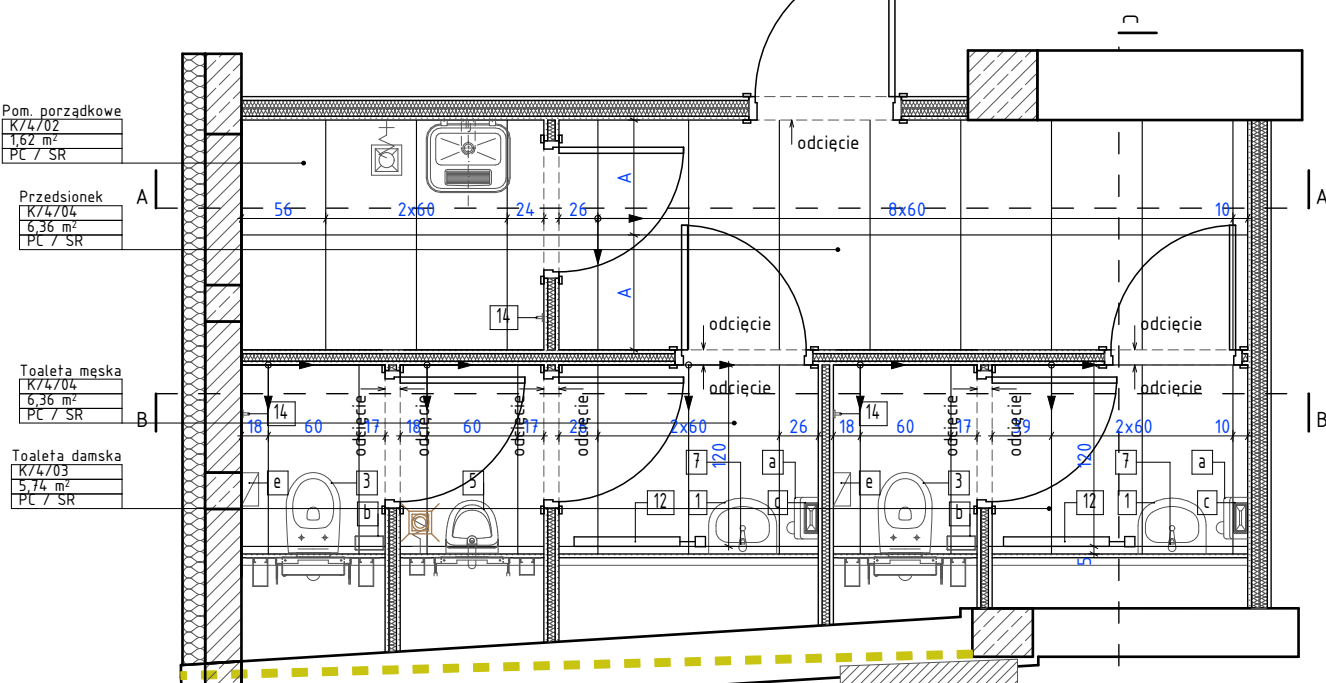 Pom. porządkowe
K/4/02
1,62 m²
PC / SR
Przedsionek
K/4/04
6,36 m²
PC / SR
Toaleta męska
K/4/04
6,36 m²
PC / SR
Toaleta damska
K/4/03
5,74 m²
PC / SR
odcięcie
A
A
A
56
2x60
24
26
8x60
10
A
14
odcięcie
odcięcie
odcięcie
odcięcie
B
B
14
14
18
60
17
18
60
17
26
18
60
17
39
2x60
26
2x60
10
odcięcie
odcięcie
odcięcie
odcięcie
120
120
e
3
5
7
a
e
3
7
a
b
12
1
c
b
12
1
c
5